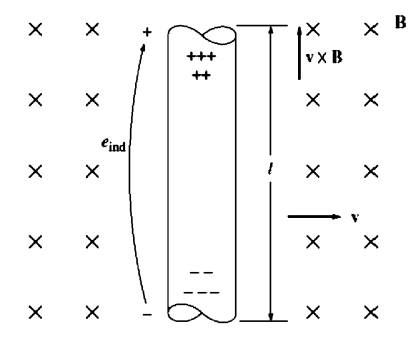 B
+
+++
++
v × B
e_ind
l
v
– –
– – –
–